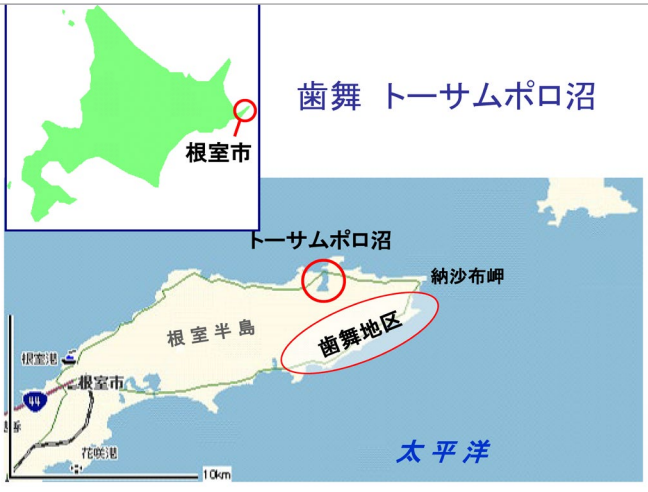 歯舞 トーサムポロ沼
根室市
トーサムポロ沼
納沙布岬
根室半島
歯舞地区
根室港
根室市
44
花咲港
太平洋
10km